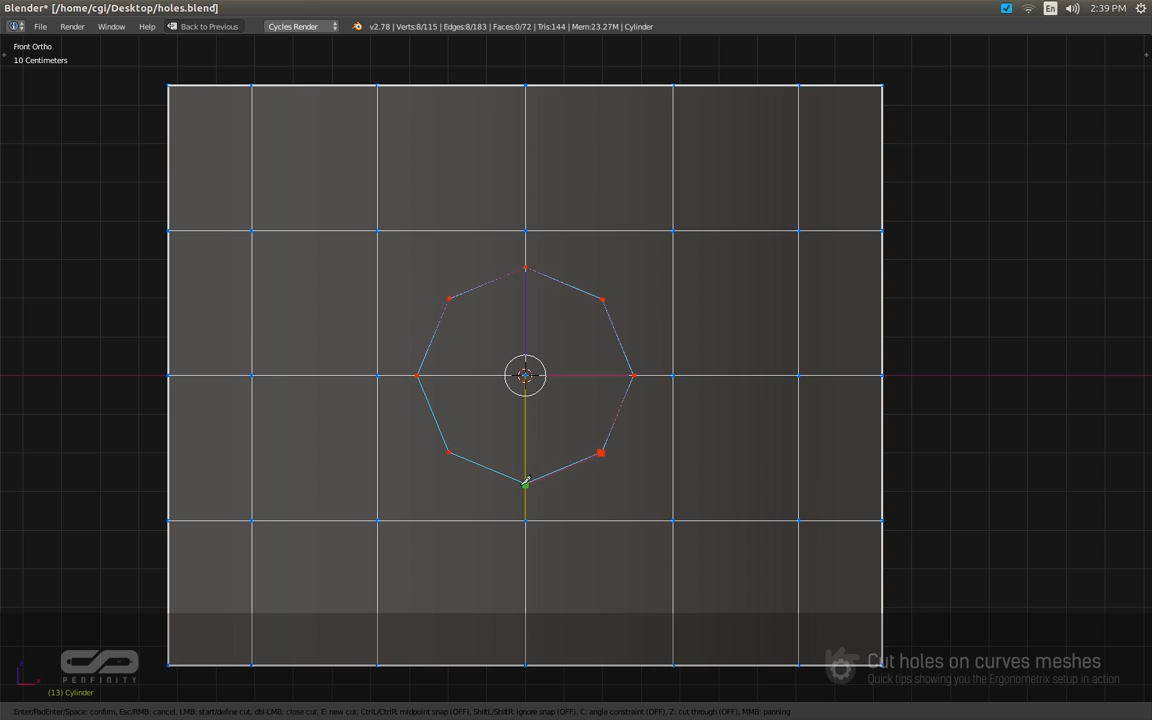 Blender* [/home/cgi/Desktop/holes.blend]
En
2:39 PM
File Render Window Help Back to Previous Cycles Render v2.78 | Verts:8/115 | Edges:8/183 | Faces:0/72 | Tris:144 | Mem:23.27M | Cylinder
Front Ortho
10 Centimeters
PENFINITY
Cut holes on curves meshes
Quick tips showing you the Ergonometrix setup in action
(13) Cylinder
Enter/PadEnter/Space: confirm, Esc/RMB: cancel, LMB: start/define cut, dbl-LMB: close cut, E: new cut, Ctrl/CtrlR: midpoint snap (OFF), Shift/ShiftR: ignore snap (OFF), C: angle constraint (OFF), Z: cut through (OFF), MMB: panning